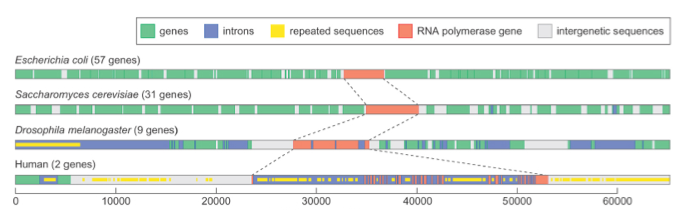 genes introns repeated sequences RNA polymerase gene intergenetic sequences
Escherichia coli (57 genes)
Saccharomyces cerevisiae (31 genes)
Drosophila melanogaster (9 genes)
Human (2 genes)
0 10000 20000 30000 40000 50000 60000